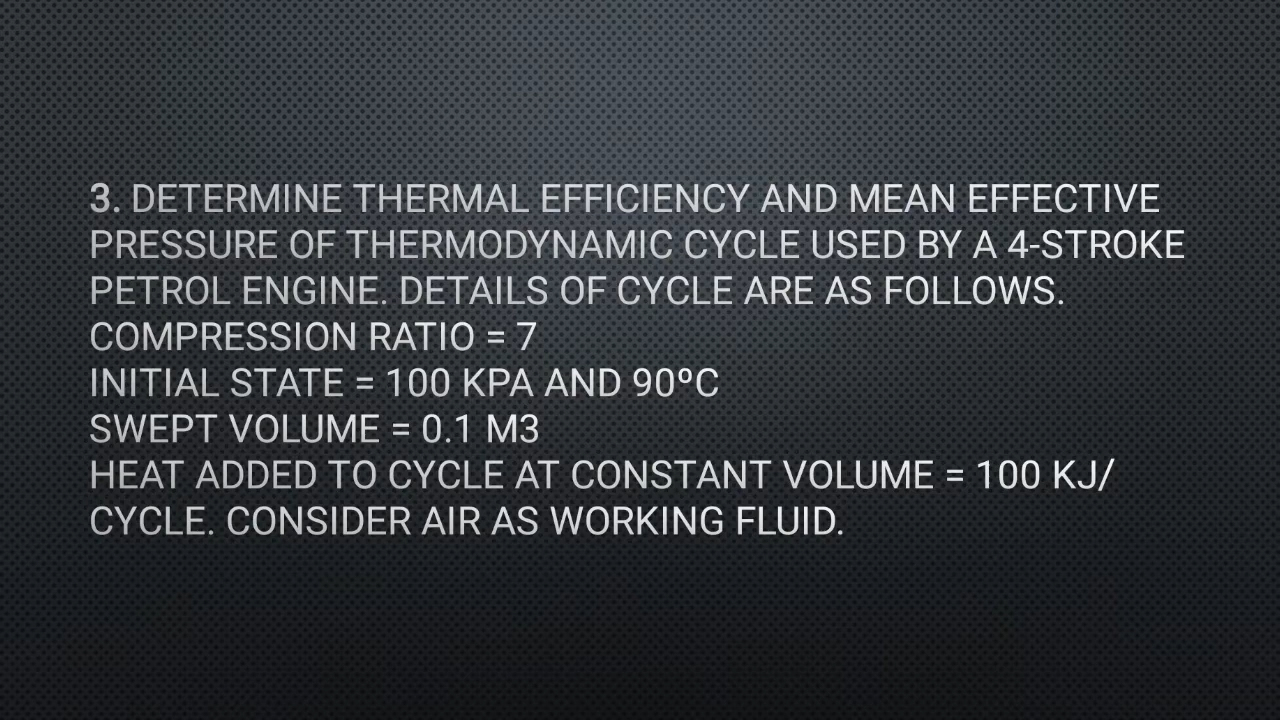 3. DETERMINE THERMAL EFFICIENCY AND MEAN EFFECTIVE
PRESSURE OF THERMODYNAMIC CYCLE USED BY A 4-STROKE
PETROL ENGINE. DETAILS OF CYCLE ARE AS FOLLOWS.
COMPRESSION RATIO = 7
INITIAL STATE = 100 KPA AND 90ºC
SWEPT VOLUME = 0.1 M3
HEAT ADDED TO CYCLE AT CONSTANT VOLUME = 100 KJ/
CYCLE. CONSIDER AIR AS WORKING FLUID.